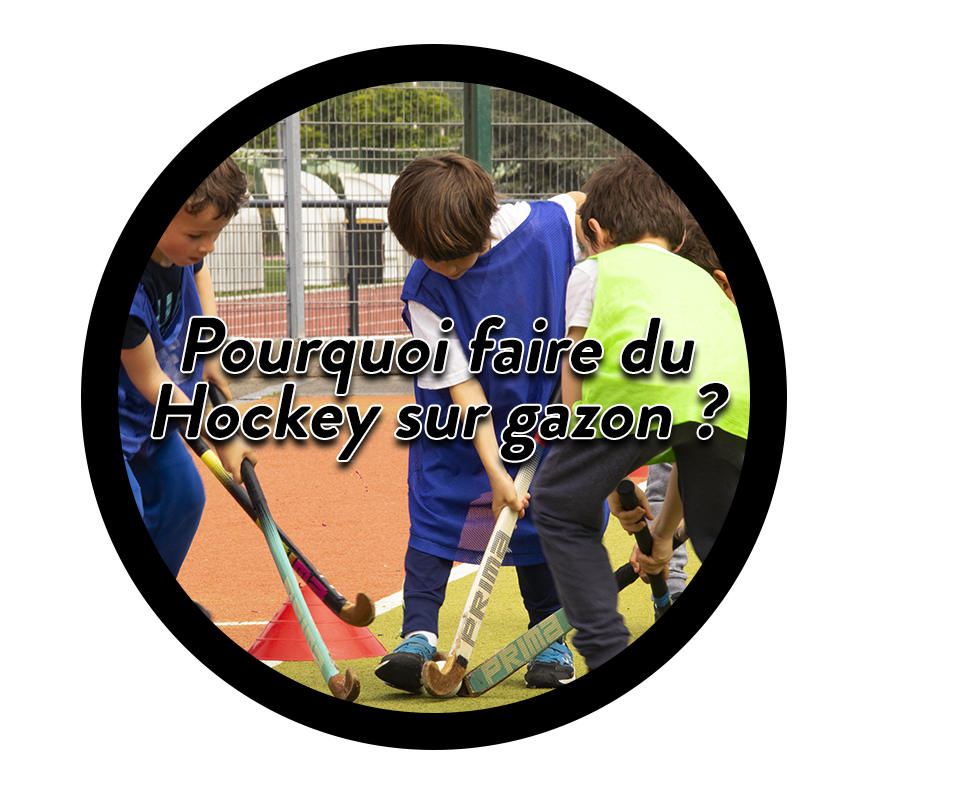 Pourquoi faire du
Hockey sur gazon ?
PRIMA
PRIMA